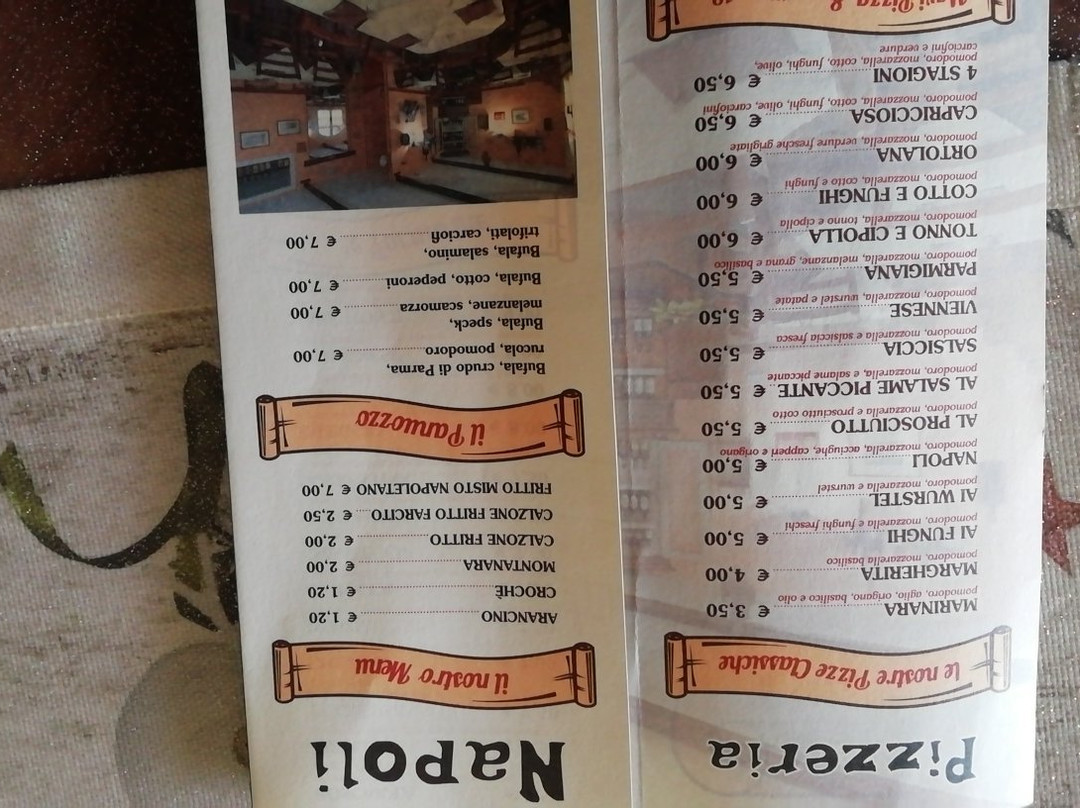 Pizzeria
le nostre Pizze Classiche
MARINARA € 3,50
pomodoro, aglio, origano, basilico e olio
MARGHERITA € 4,00
pomodoro mozzarella basilico
AI FUNGHI € 5,00
pomodoro, mozzarella e funghi freschi
AI WURSTEL € 5,00
pomodoro, mozzarella e wurstel
NAPOLI € 5,00
pomodoro, mozzarella, acciughe, capperi e origano
AL PROSCIUTTO € 5,50
pomodoro, mozzarella e prosciutto cotto
AL SALAME PICCANTE € 5,50
pomodoro, mozzarella, e salame piccante
SALSICCIA € 5,50
pomodoro, mozzarella e salsiccia fresca
VIENNESE € 5,50
pomodoro, mozzarella, wurstel e patate
PARMIGIANA € 5,50
pomodoro, mozzarella, melanzane, grana e basilico
TONNO E CIPOLLA € 6,00
pomodoro, mozzarella, tonno e cipolla
COTTO E FUNGHI € 6,00
pomodoro, mozzarella, cotto e funghi
ORTOLANA € 6,00
pomodoro, mozzarella, verdure fresche grigliate
CAPRICCIOSA € 6,50
pomodoro, mozzarella, cotto, funghi, olive, carciofini
4 STAGIONI € 6,50
pomodoro, mozzarella, cotto, funghi, olive,
carciofini e verdure
Maxi Pizza &
Napoli
il nostro Menu
ARANCINO € 1,20
CROCHÈ € 1,20
MONTANARA € 2,00
CALZONE FRITTO € 2,00
CALZONE FRITTO FARCITO € 2,50
FRITTO MISTO NAPOLETANO € 7,00
il Panuozzo
Bufala, crudo di Parma,
rucola, pomodoro € 7,00
Bufala, speck,
melanzane, scamorza € 7,00
Bufala, cotto, peperoni € 7,00
Bufala, salamino,
trifolati, carciofi € 7,00